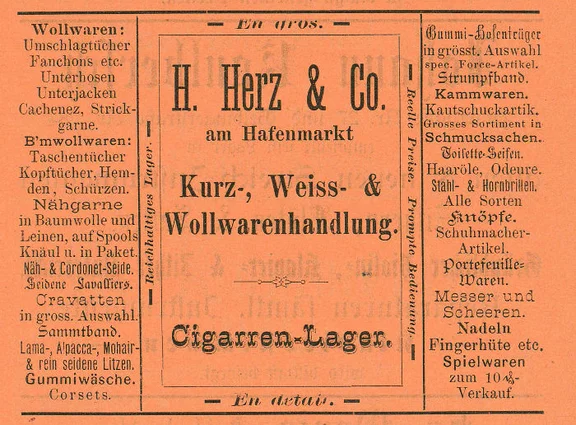 Wollwaren:
Umschlagtücher
Fanchons etc.
Unterhosen
Unterjacken
Cachenez, Strick-
garne.
B'mwollwaren:
Taschentücher
Kopftücher, Hem-
den, Schürzen.
Nähgarne
in Baumwolle und
Leinen, auf Spools
Knäul u. in Paket.
Näh- & Cordonet-Seide.
Seidene Cavalliers.
Cravatten
in gross. Auswahl.
Sammtband.
Lama-, Alpacca-, Mohair-
& rein seidene Litzen.
Gummiwäsche.
Corsets.
— En gros. —
Reichhaltiges Lager.
H. Herz & Co.
am Hafenmarkt
Kurz-, Weiss- &
Wollwarenhandlung.
Cigarren-Lager.
Reelle Preise. Prompte Bedienung.
— En detail. —
Gummi-Hosenträger
in grösst. Auswahl
spec. Force-Artikel.
Strumpfband.
Kammwaren.
Kautschuckartik.
Grosses Sortiment in
Schmucksachen.
Toilette-Seifen.
Haaröle, Odeure.
Stahl- & Hornbrillen.
Alle Sorten
Knöpfe.
Schuhmacher-
Artikel.
Portefeuille-
Waren.
Messer und
Scheeren.
Nadeln
Fingerhüte etc.
Spielwaren
zum 10 ₰-
Verkauf.